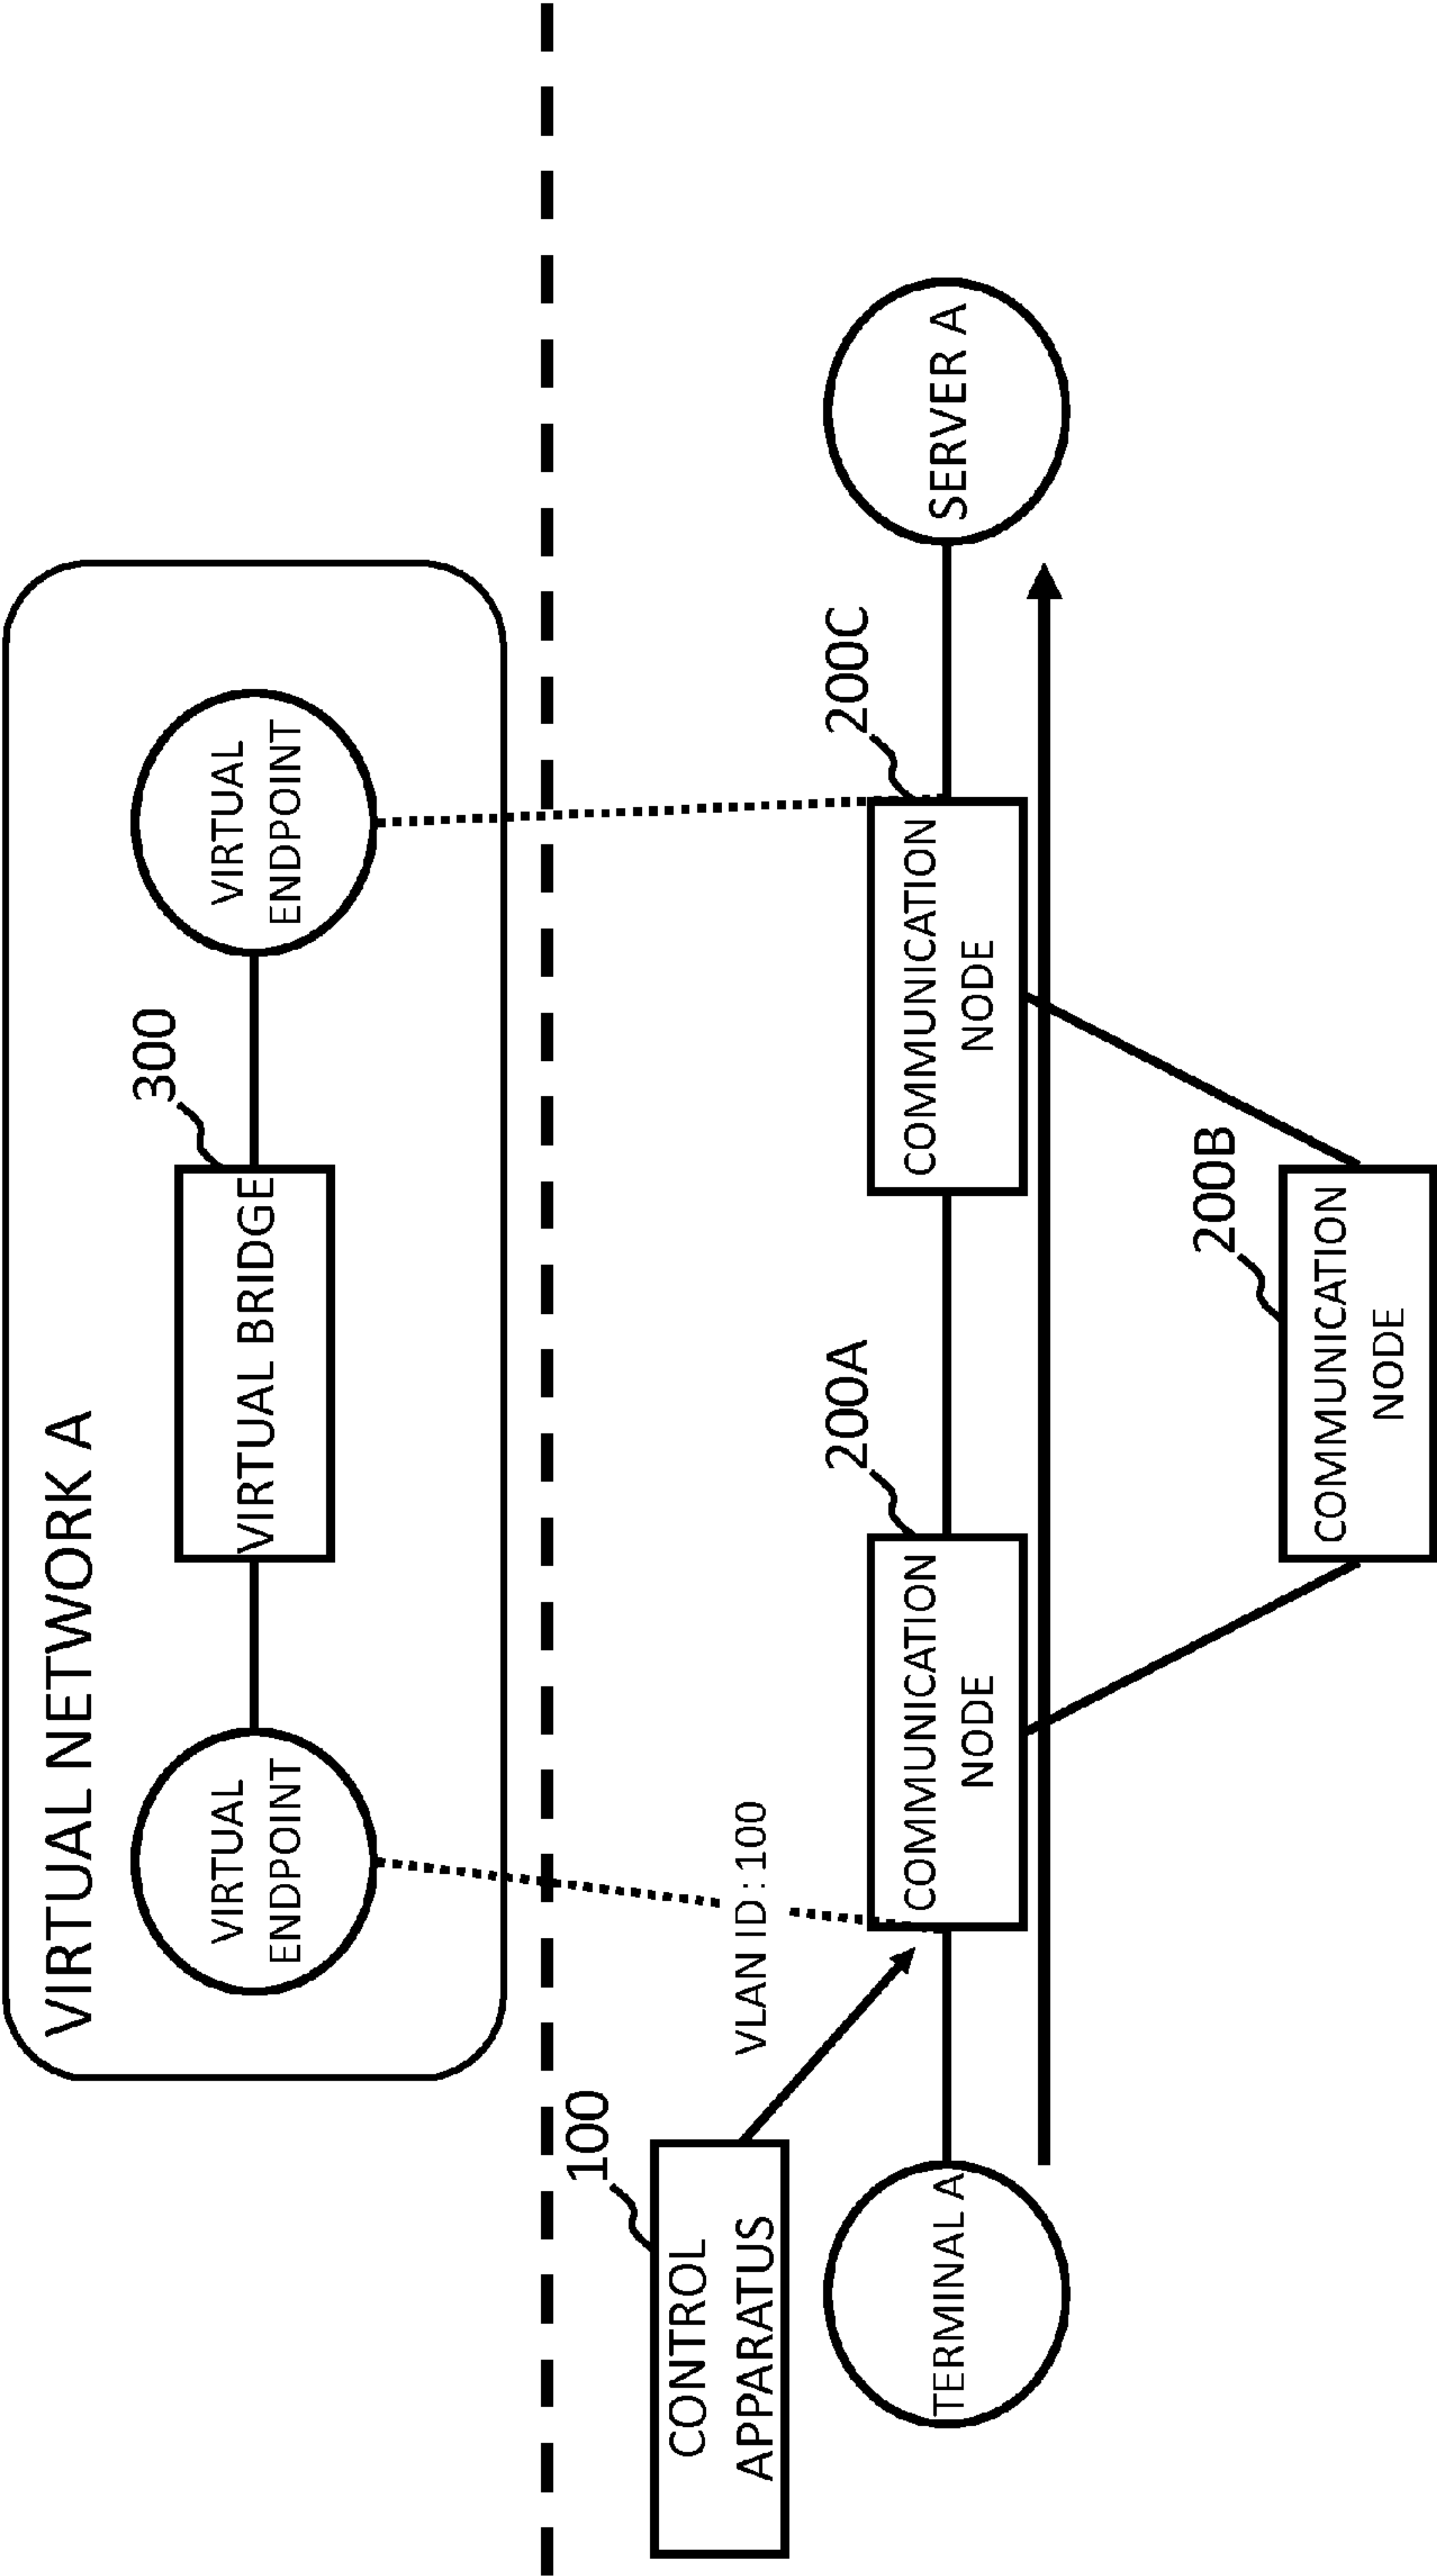 VIRTUAL NETWORK A
300
VIRTUAL
ENDPOINT
VIRTUAL BRIDGE
VIRTUAL
ENDPOINT
100
CONTROL
APPARATUS
VLAN ID : 100
200A
200C
TERMINAL A
COMMUNICATION
NODE
COMMUNICATION
NODE
SERVER A
200B
COMMUNICATION
NODE